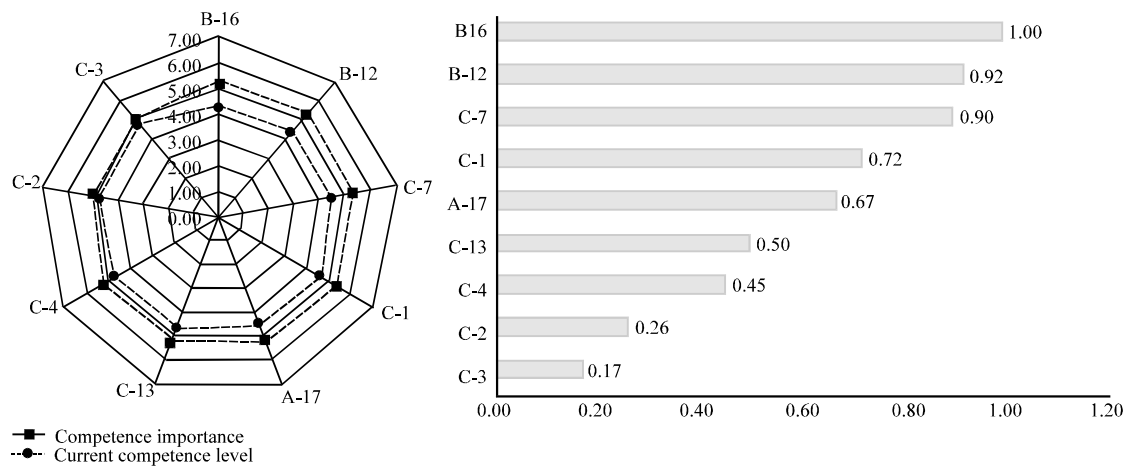 B-16
7.00
6.00
5.00
4.00
3.00
2.00
1.00
0.00
B-12
C-7
C-1
A-17
C-13
C-4
C-2
C-3
Competence importance
Current competence level
B16 1.00
B-12 0.92
C-7 0.90
C-1 0.72
A-17 0.67
C-13 0.50
C-4 0.45
C-2 0.26
C-3 0.17
0.00 0.20 0.40 0.60 0.80 1.00 1.20